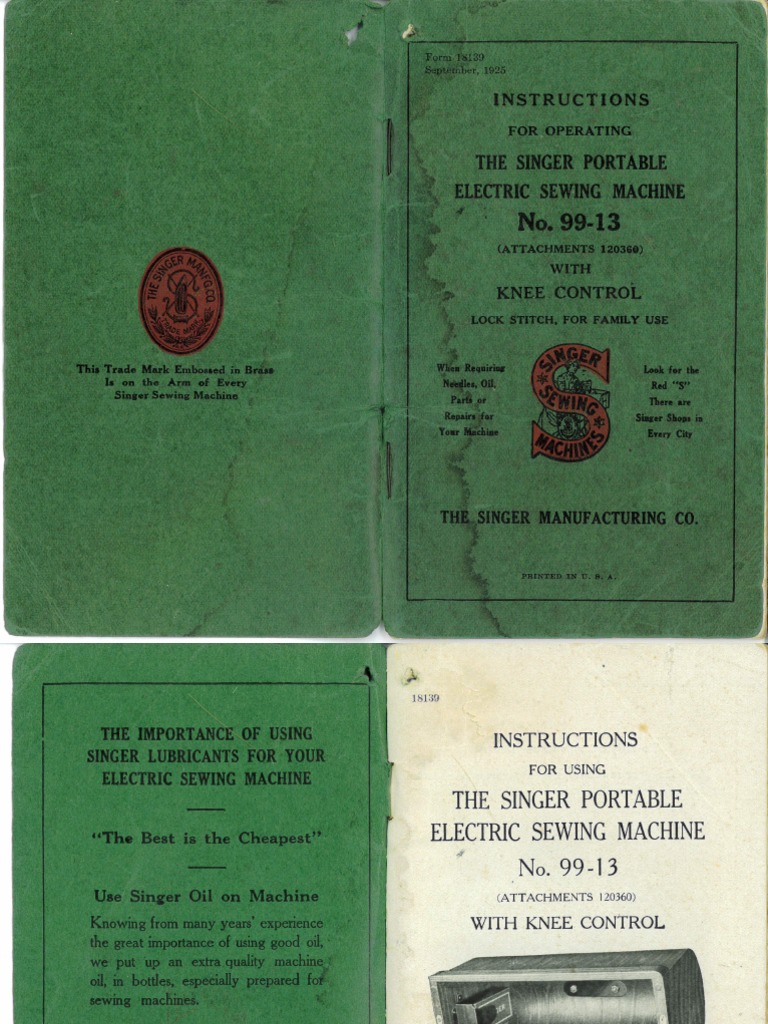 THE SINGER MANFG. CO.
TRADE MARK
This Trade Mark Embossed in Brass
Is on the Arm of Every
Singer Sewing Machine
Form 18139
September, 1925
INSTRUCTIONS
FOR OPERATING
THE SINGER PORTABLE
ELECTRIC SEWING MACHINE
No. 99-13
(ATTACHMENTS 120360)
WITH
KNEE CONTROL
LOCK STITCH, FOR FAMILY USE
When Requiring
Needles, Oil,
Parts or
Repairs for
Your Machine
SINGER
SEWING
MACHINES
Look for the
Red "S"
There are
Singer Shops in
Every City
THE SINGER MANUFACTURING CO.
PRINTED IN U. S. A.
THE IMPORTANCE OF USING
SINGER LUBRICANTS FOR YOUR
ELECTRIC SEWING MACHINE
"The Best is the Cheapest"
Use Singer Oil on Machine
Knowing from many years' experience
the great importance of using good oil,
we put up an extra quality machine
oil, in bottles, especially prepared for
sewing machines.
18139
INSTRUCTIONS
FOR USING
THE SINGER PORTABLE
ELECTRIC SEWING MACHINE
No. 99-13
(ATTACHMENTS 120360)
WITH KNEE CONTROL